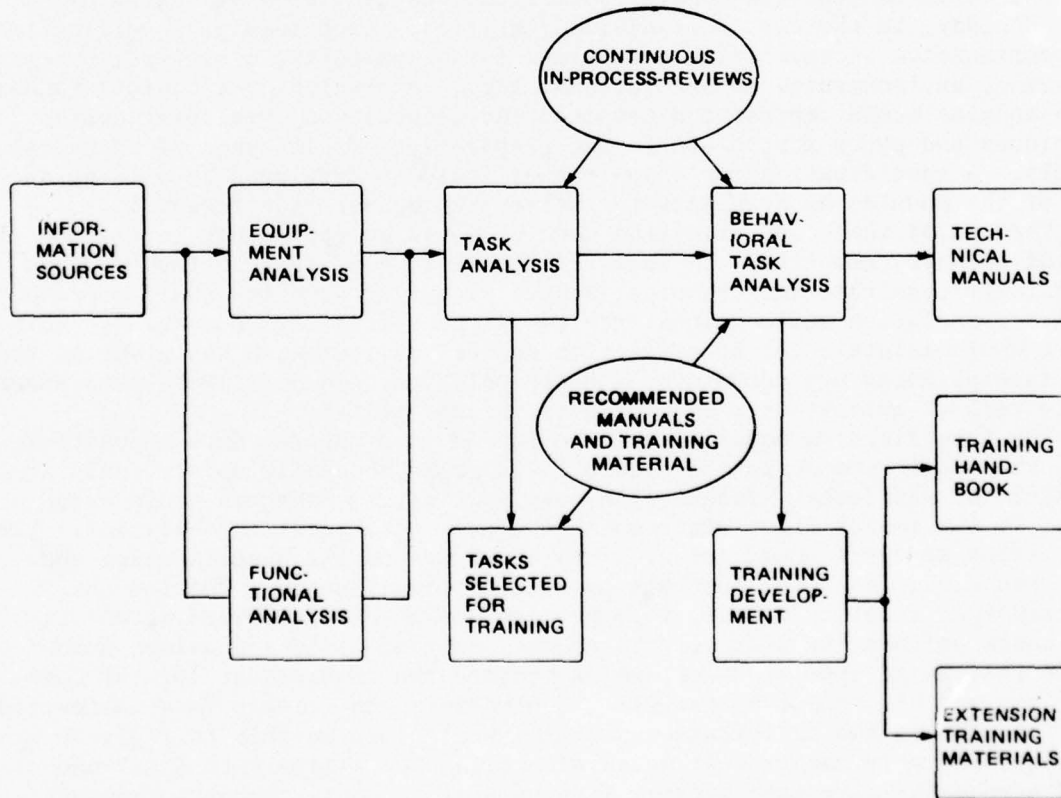 CONTINUOUS
IN-PROCESS-REVIEWS
INFOR-
MATION
SOURCES
EQUIP-
MENT
ANALYSIS
TASK
ANALYSIS
BEHAV-
IORAL
TASK
ANALYSIS
TECH-
NICAL
MANUALS
RECOMMENDED
MANUALS
AND TRAINING
MATERIAL
TRAINING
HAND-
BOOK
FUNC-
TIONAL
ANALYSIS
TASKS
SELECTED
FOR
TRAINING
TRAINING
DEVELOP-
MENT
EXTENSION
TRAINING
MATERIALS